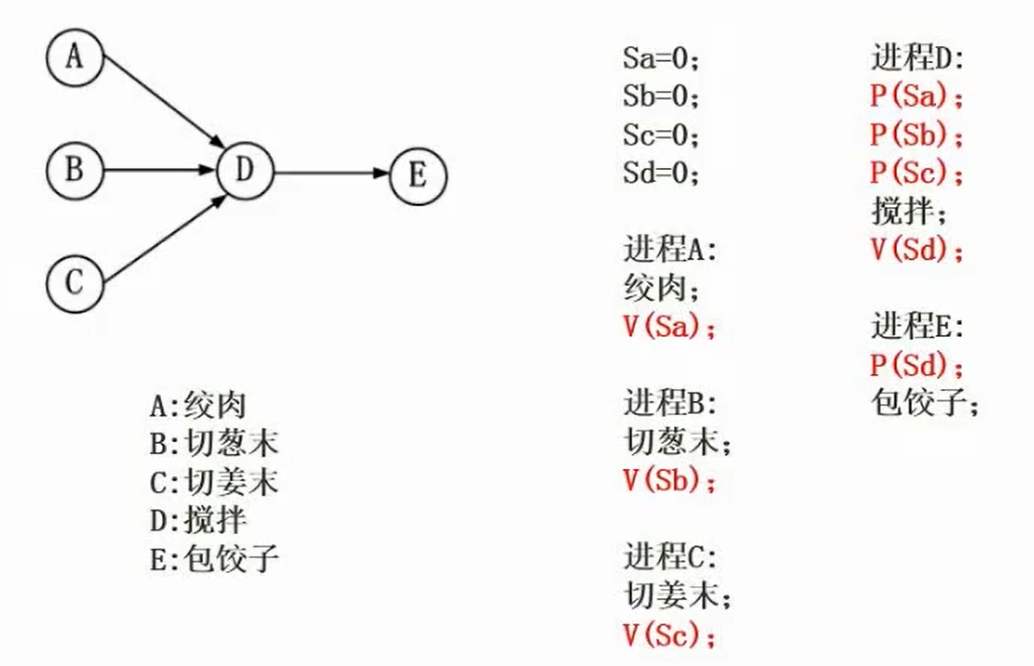 A
B
C
D
E
A:绞肉
B:切葱末
C:切姜末
D:搅拌
E:包饺子
Sa=0;
Sb=0;
Sc=0;
Sd=0;
进程A:
绞肉;
V(Sa);
进程B:
切葱末;
V(Sb);
进程C:
切姜末;
V(Sc);
进程D:
P(Sa);
P(Sb);
P(Sc);
搅拌;
V(Sd);
进程E:
P(Sd);
包饺子;